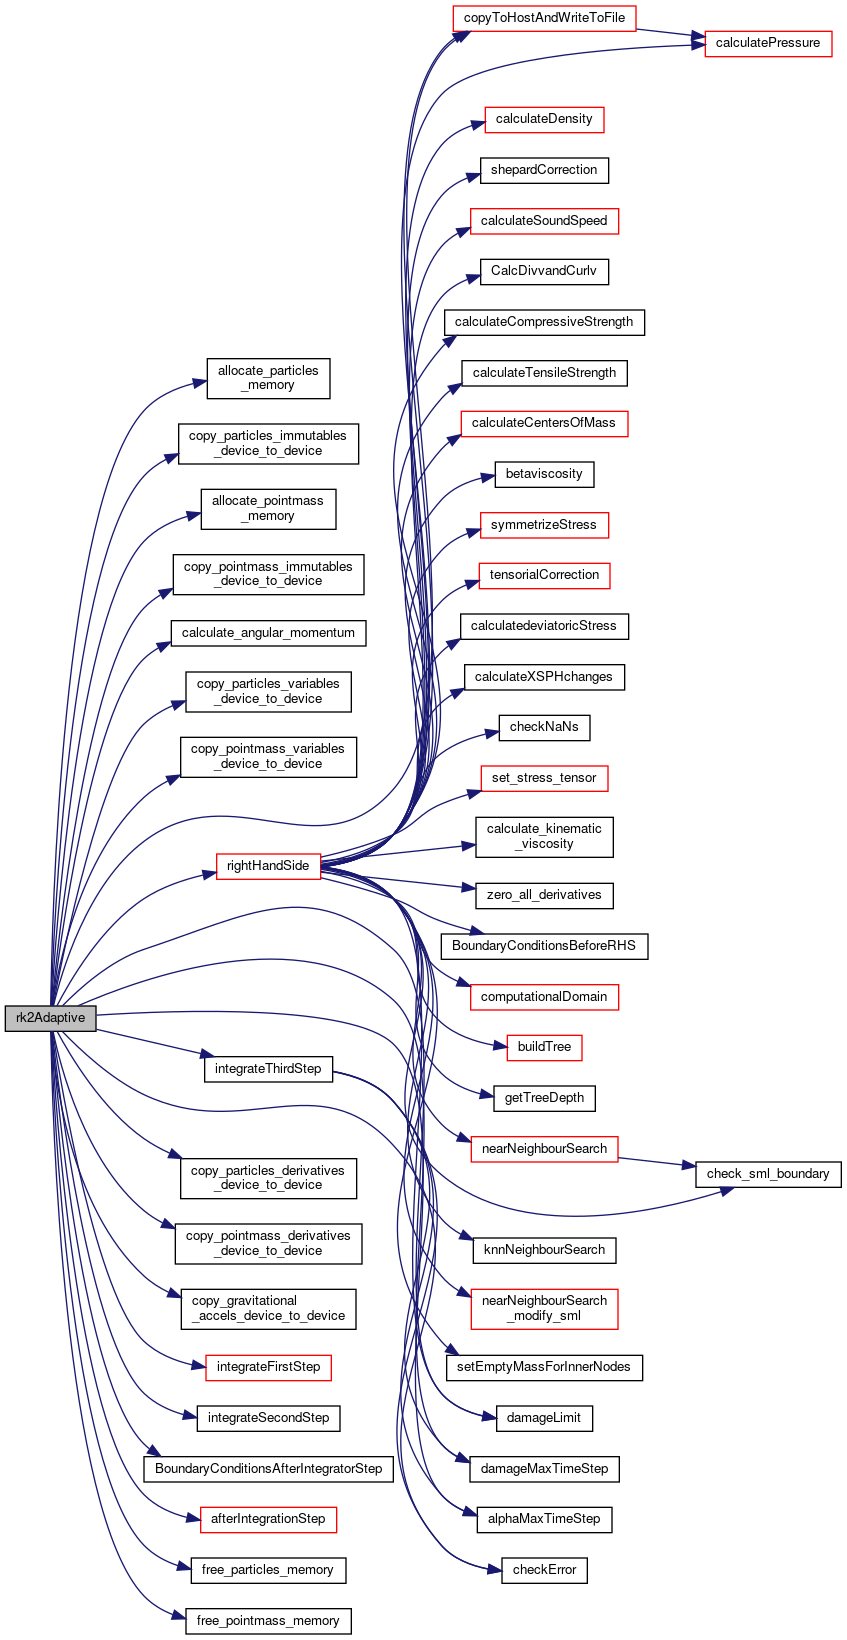 rk2Adaptive
allocate_particles
_memory
copy_particles_immutables
_device_to_device
allocate_pointmass
_memory
copy_pointmass_immutables
_device_to_device
calculate_angular_momentum
copy_particles_variables
_device_to_device
copy_pointmass_variables
_device_to_device
rightHandSide
integrateThirdStep
copy_particles_derivatives
_device_to_device
copy_pointmass_derivatives
_device_to_device
copy_gravitational
_accels_device_to_device
integrateFirstStep
integrateSecondStep
BoundaryConditionsAfterIntegratorStep
afterIntegrationStep
free_particles_memory
free_pointmass_memory
copyToHostAndWriteToFile
calculateDensity
shepardCorrection
calculateSoundSpeed
CalcDivvandCurlv
calculateCompressiveStrength
calculateTensileStrength
calculateCentersOfMass
betaviscosity
symmetrizeStress
tensorialCorrection
calculatedeviatoricStress
calculateXSPHchanges
checkNaNs
set_stress_tensor
calculate_kinematic
_viscosity
zero_all_derivatives
BoundaryConditionsBeforeRHS
computationalDomain
buildTree
getTreeDepth
nearNeighbourSearch
knnNeighbourSearch
nearNeighbourSearch
_modify_sml
setEmptyMassForInnerNodes
damageLimit
damageMaxTimeStep
alphaMaxTimeStep
checkError
calculatePressure
check_sml_boundary